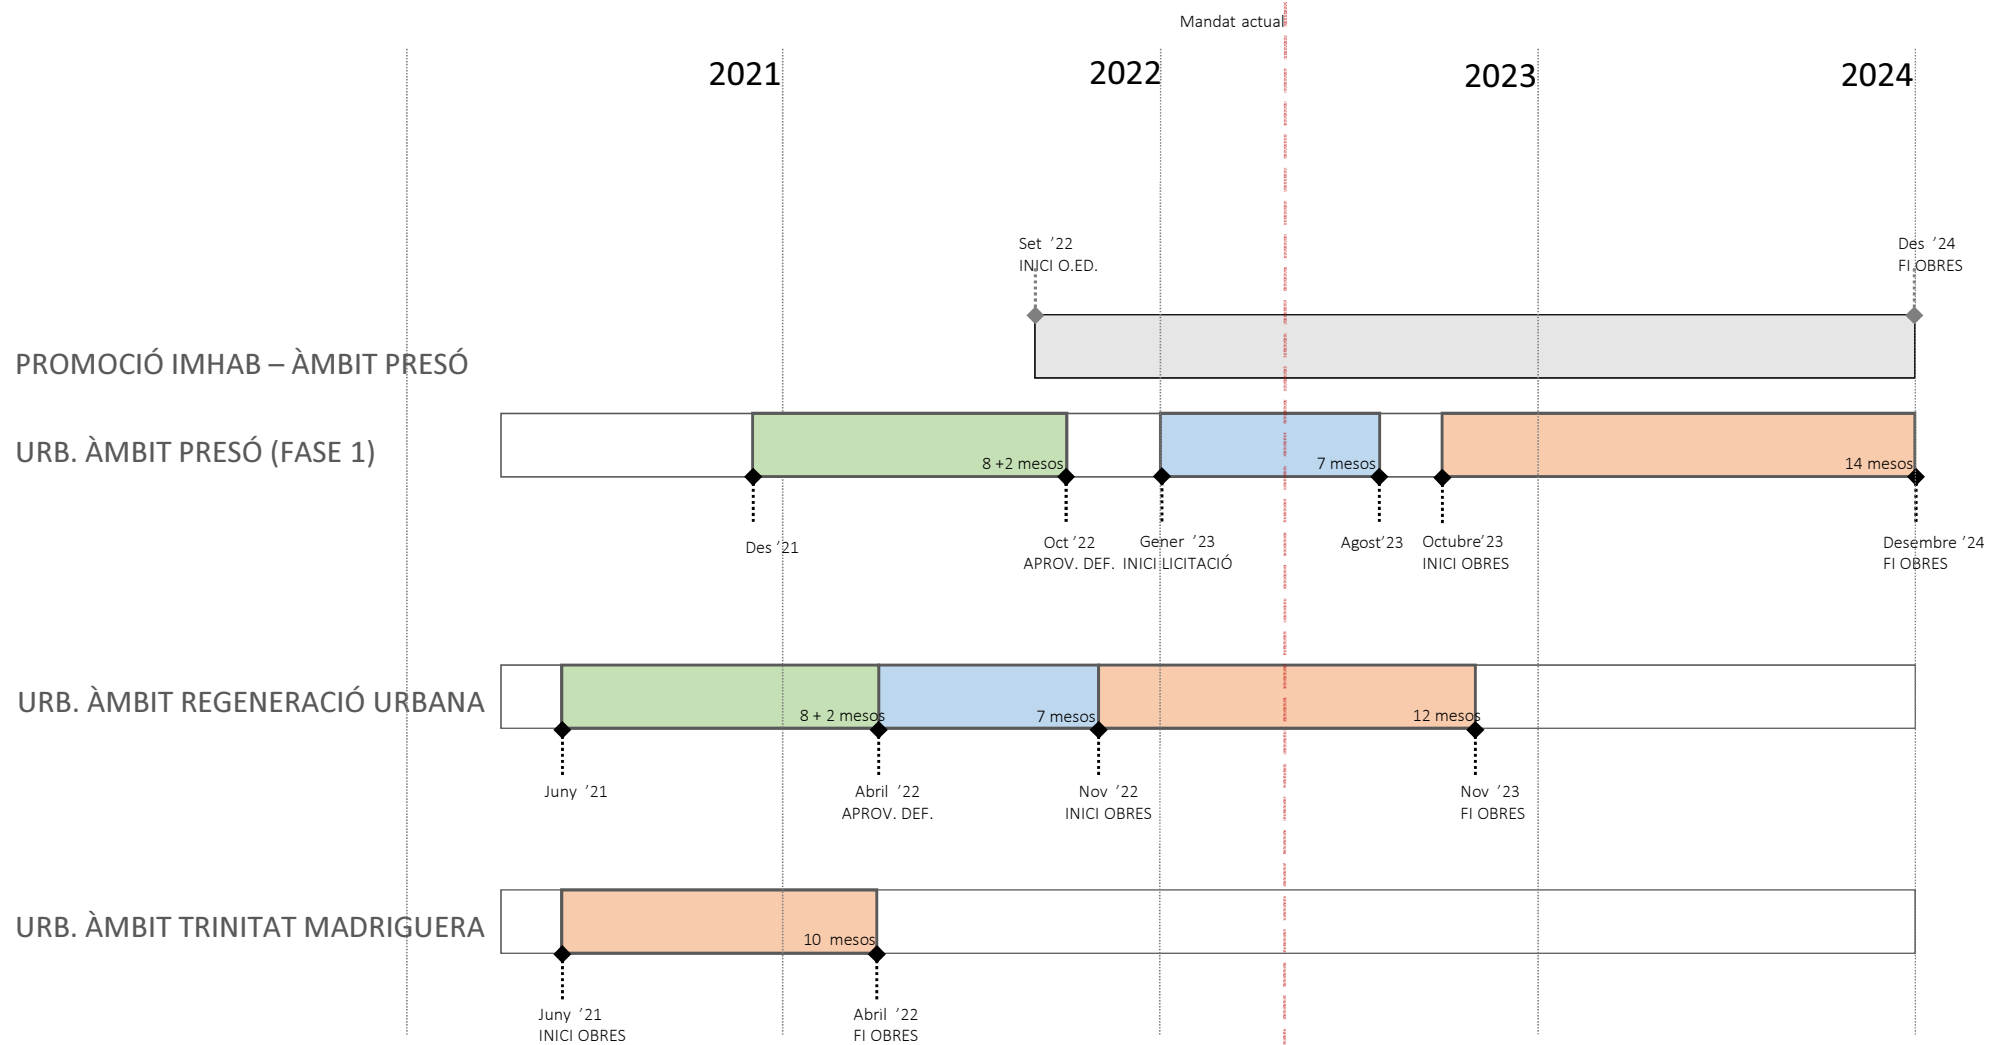 Mandat actual
2021
2022
2023
2024
Set ’22
INICI O.ED.
Des ’24
FI OBRES
PROMOCIÓ IMHAB – ÀMBIT PRESÓ
URB. ÀMBIT PRESÓ (FASE 1)
8 +2 mesos
7 mesos
14 mesos
Des ’21
Oct ’22
APROV. DEF.
Gener ’23
INICI LICITACIÓ
Agost’23
Octubre’23
INICI OBRES
Desembre ’24
FI OBRES
URB. ÀMBIT REGENERACIÓ URBANA
8 + 2 mesos
7 mesos
12 mesos
Juny ’21
Abril ’22
APROV. DEF.
Nov ’22
INICI OBRES
Nov ’23
FI OBRES
URB. ÀMBIT TRINITAT MADRIGUERA
10 mesos
Juny ’21
INICI OBRES
Abril ’22
FI OBRES